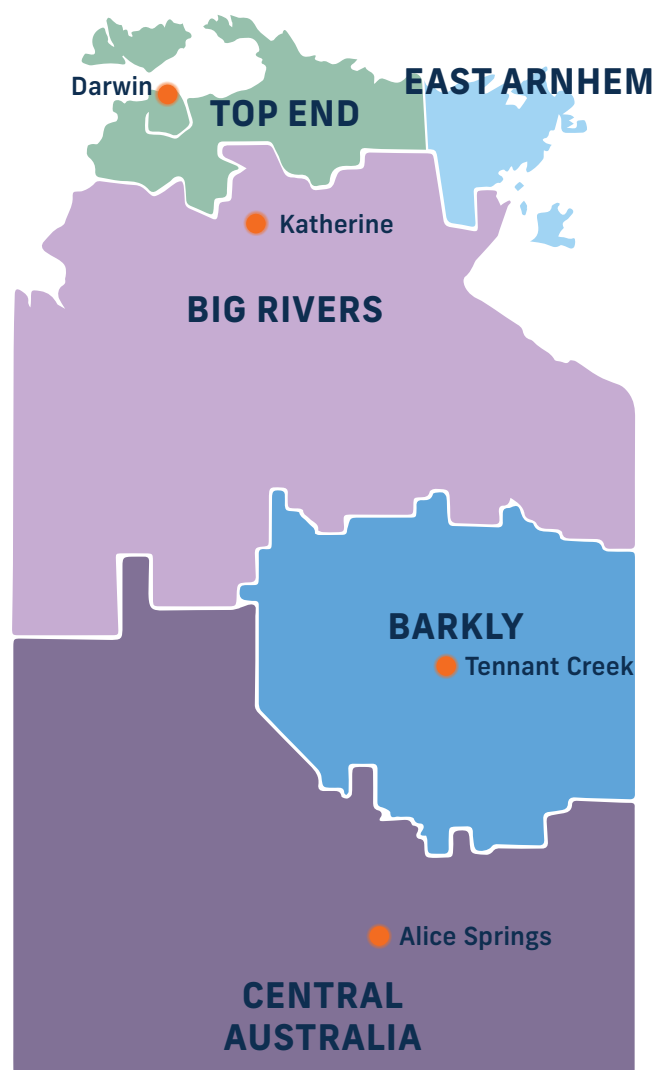 EAST ARNHEM
Darwin
TOP END
Katherine
BIG RIVERS
BARKLY
Tennant Creek
Alice Springs
CENTRAL
AUSTRALIA